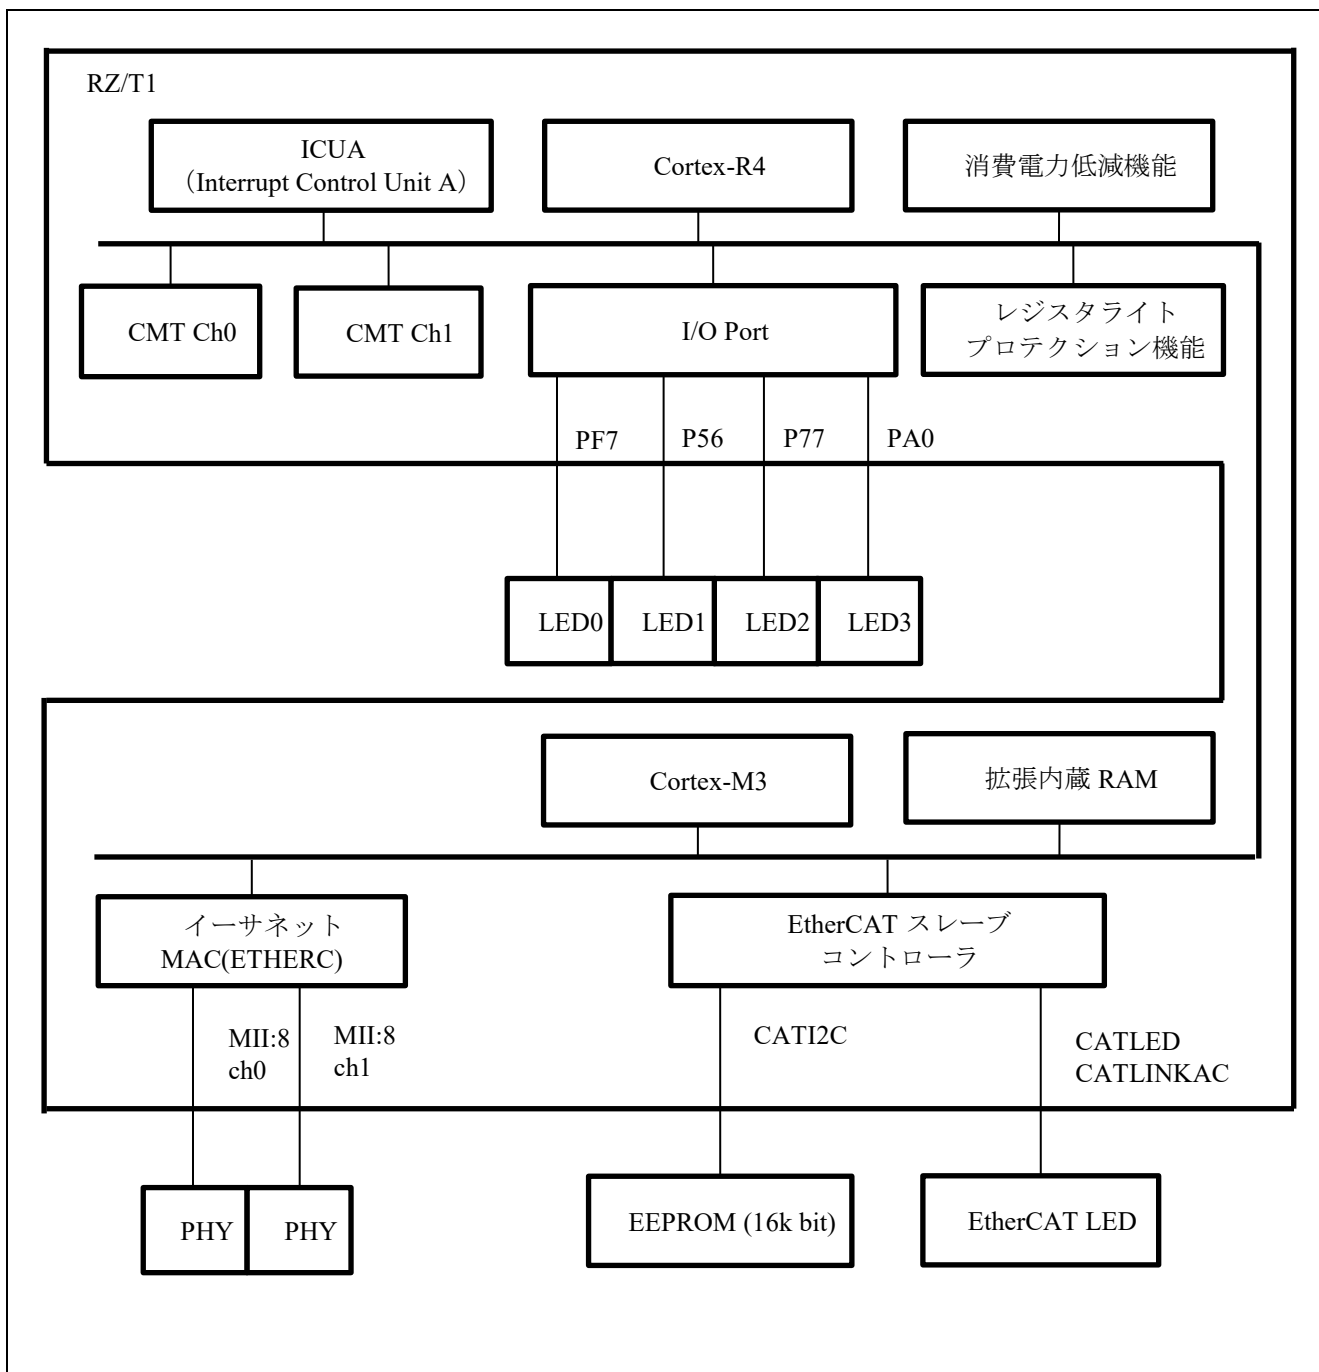 RZ/T1
ICUA
（Interrupt Control Unit A）
Cortex-R4
消費電力低減機能
CMT Ch0
CMT Ch1
I/O Port
レジスタライト
プロテクション機能
PF7
P56
P77
PA0
LED0
LED1
LED2
LED3
Cortex-M3
拡張内蔵 RAM
イーサネット
MAC(ETHERC)
EtherCAT スレーブ
コントローラ
MII:8
ch0
MII:8
ch1
CATI2C
CATLED
CATLINKAC
PHY
PHY
EEPROM (16k bit)
EtherCAT LED